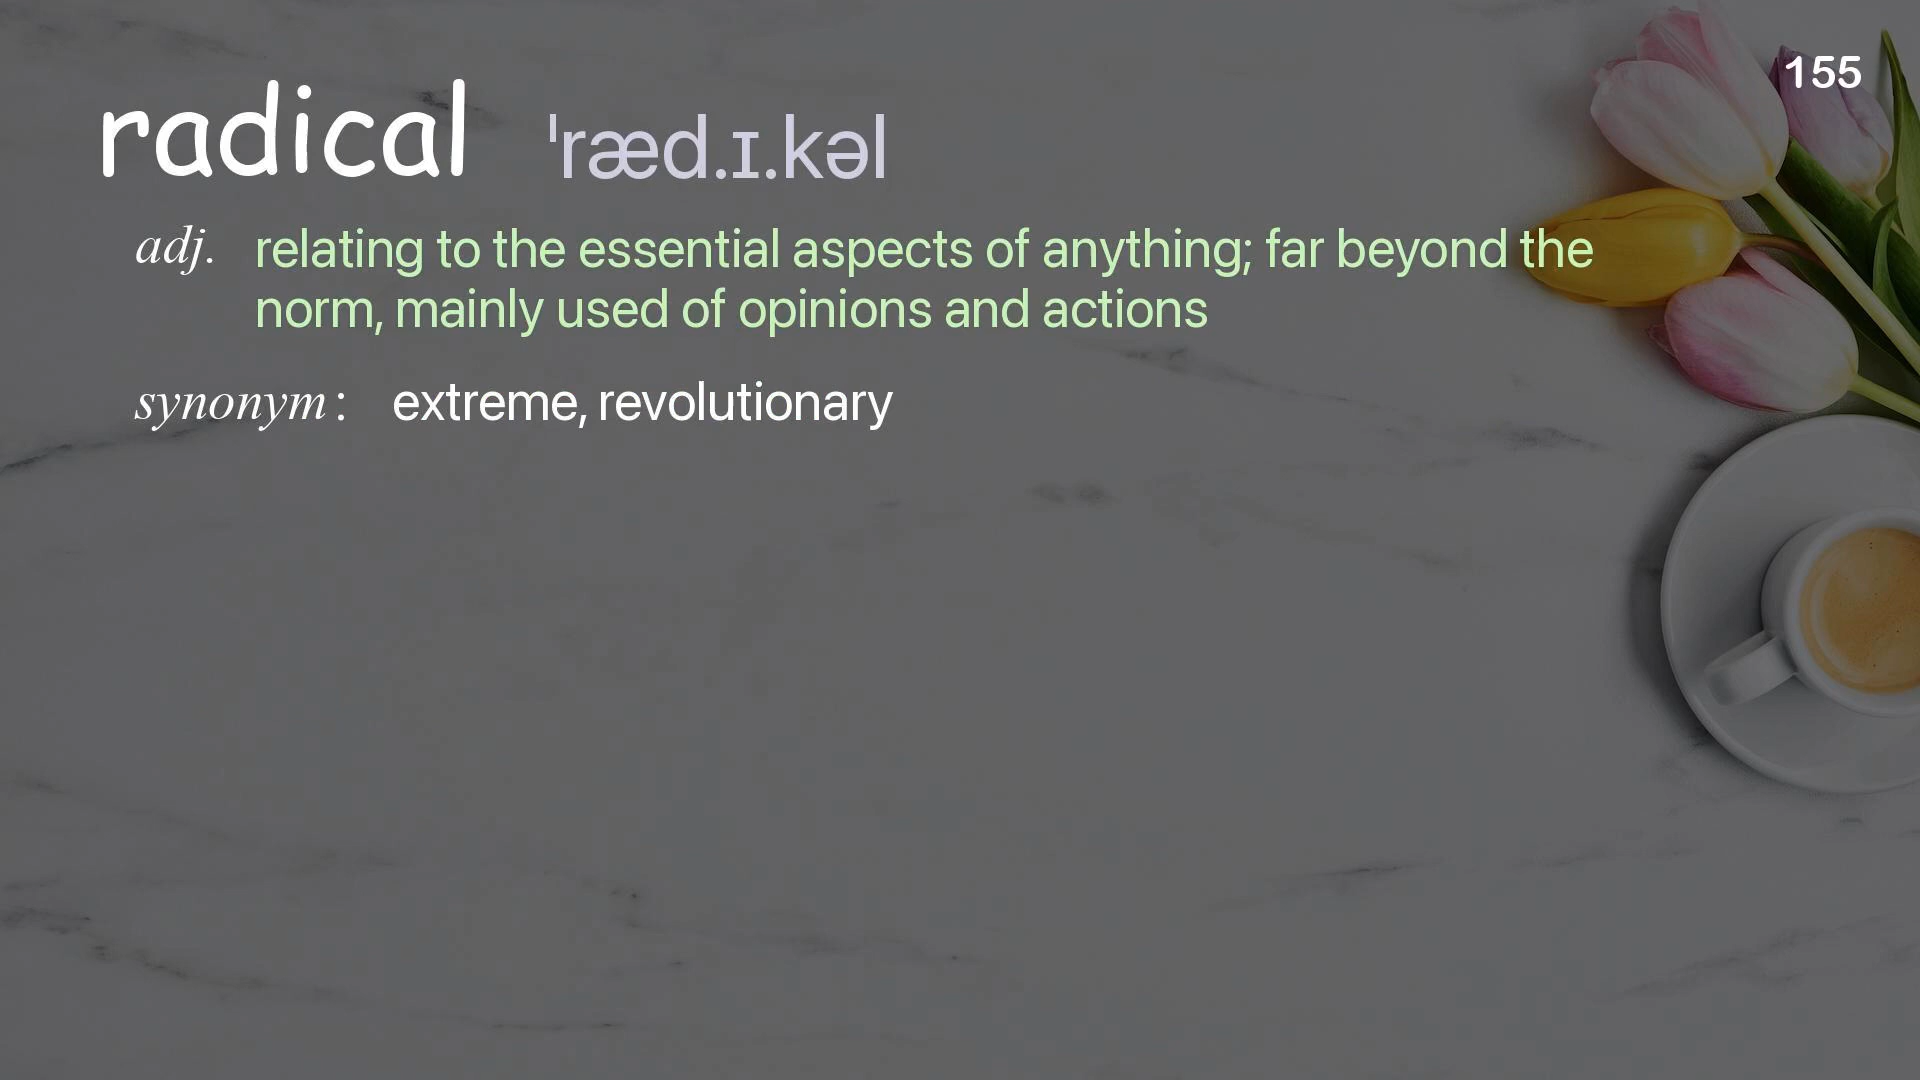 155
radical ˈræd.ɪ.kəl
adj. relating to the essential aspects of anything; far beyond the
norm, mainly used of opinions and actions
synonym: extreme, revolutionary